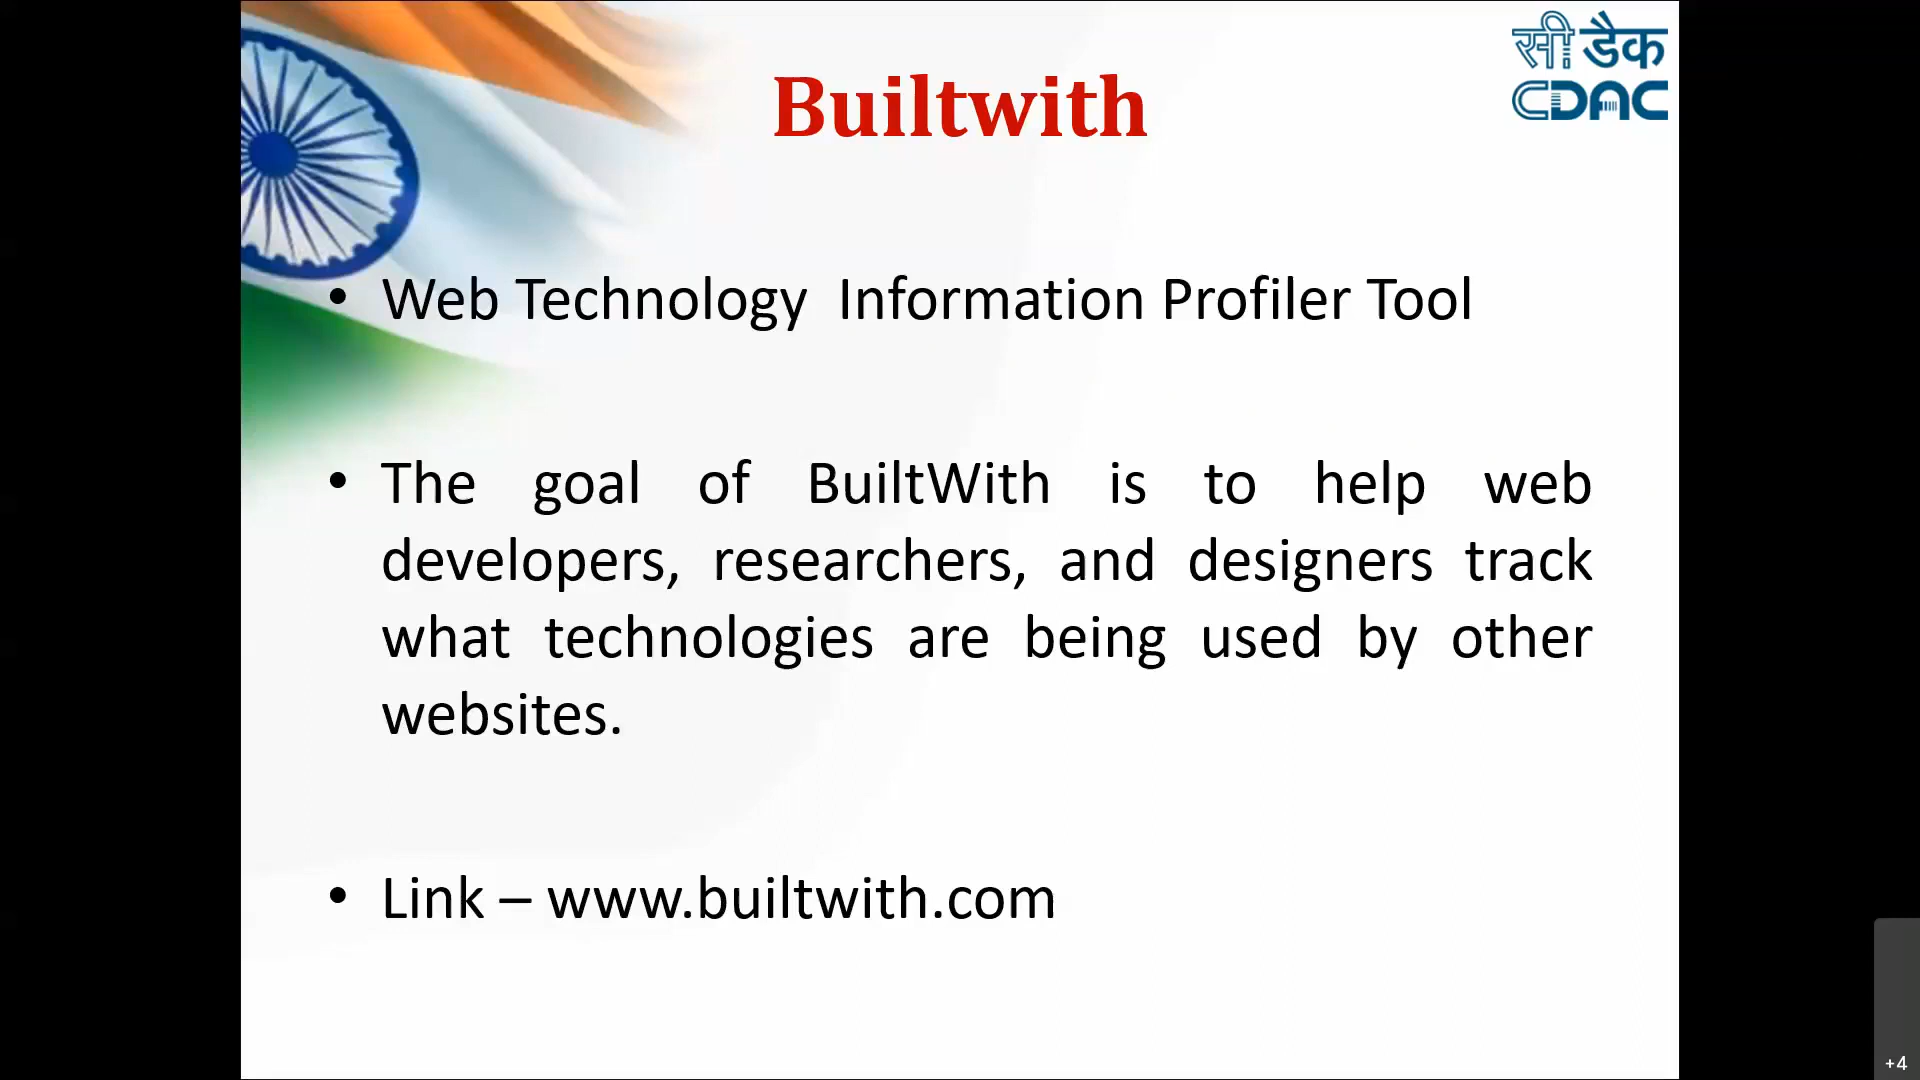 सी डैक
CDAC
Builtwith
• Web Technology Information Profiler Tool
• The goal of BuiltWith is to help web
developers, researchers, and designers track
what technologies are being used by other
websites.
• Link – www.builtwith.com
+4